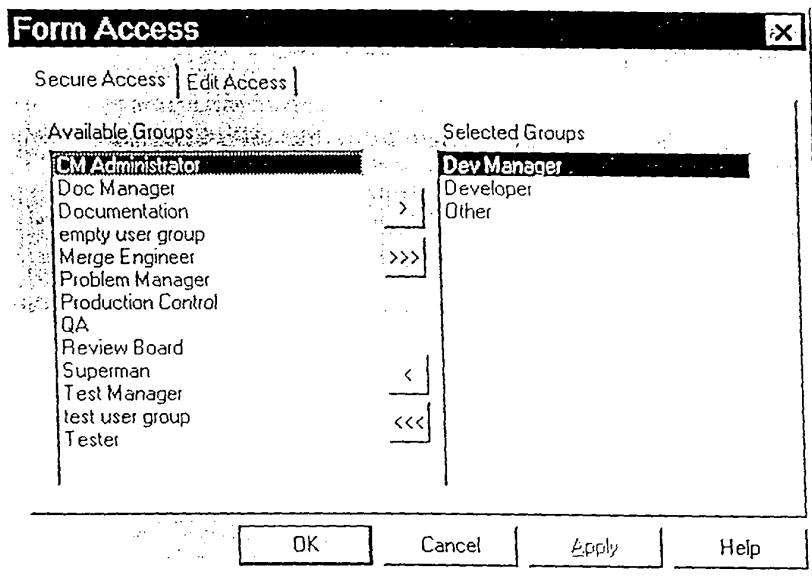 Form Access
Secure Access Edit Access
Available Groups
CM Administrator
Doc Manager
Documentation
empty user group
Merge Engineer
Problem Manager
Production Control
QA
Review Board
Superman
Test Manager
test user group
Tester
>
>>>
<
<<<
Selected Groups
Dev Manager
Developer
Other
OK Cancel Apply Help